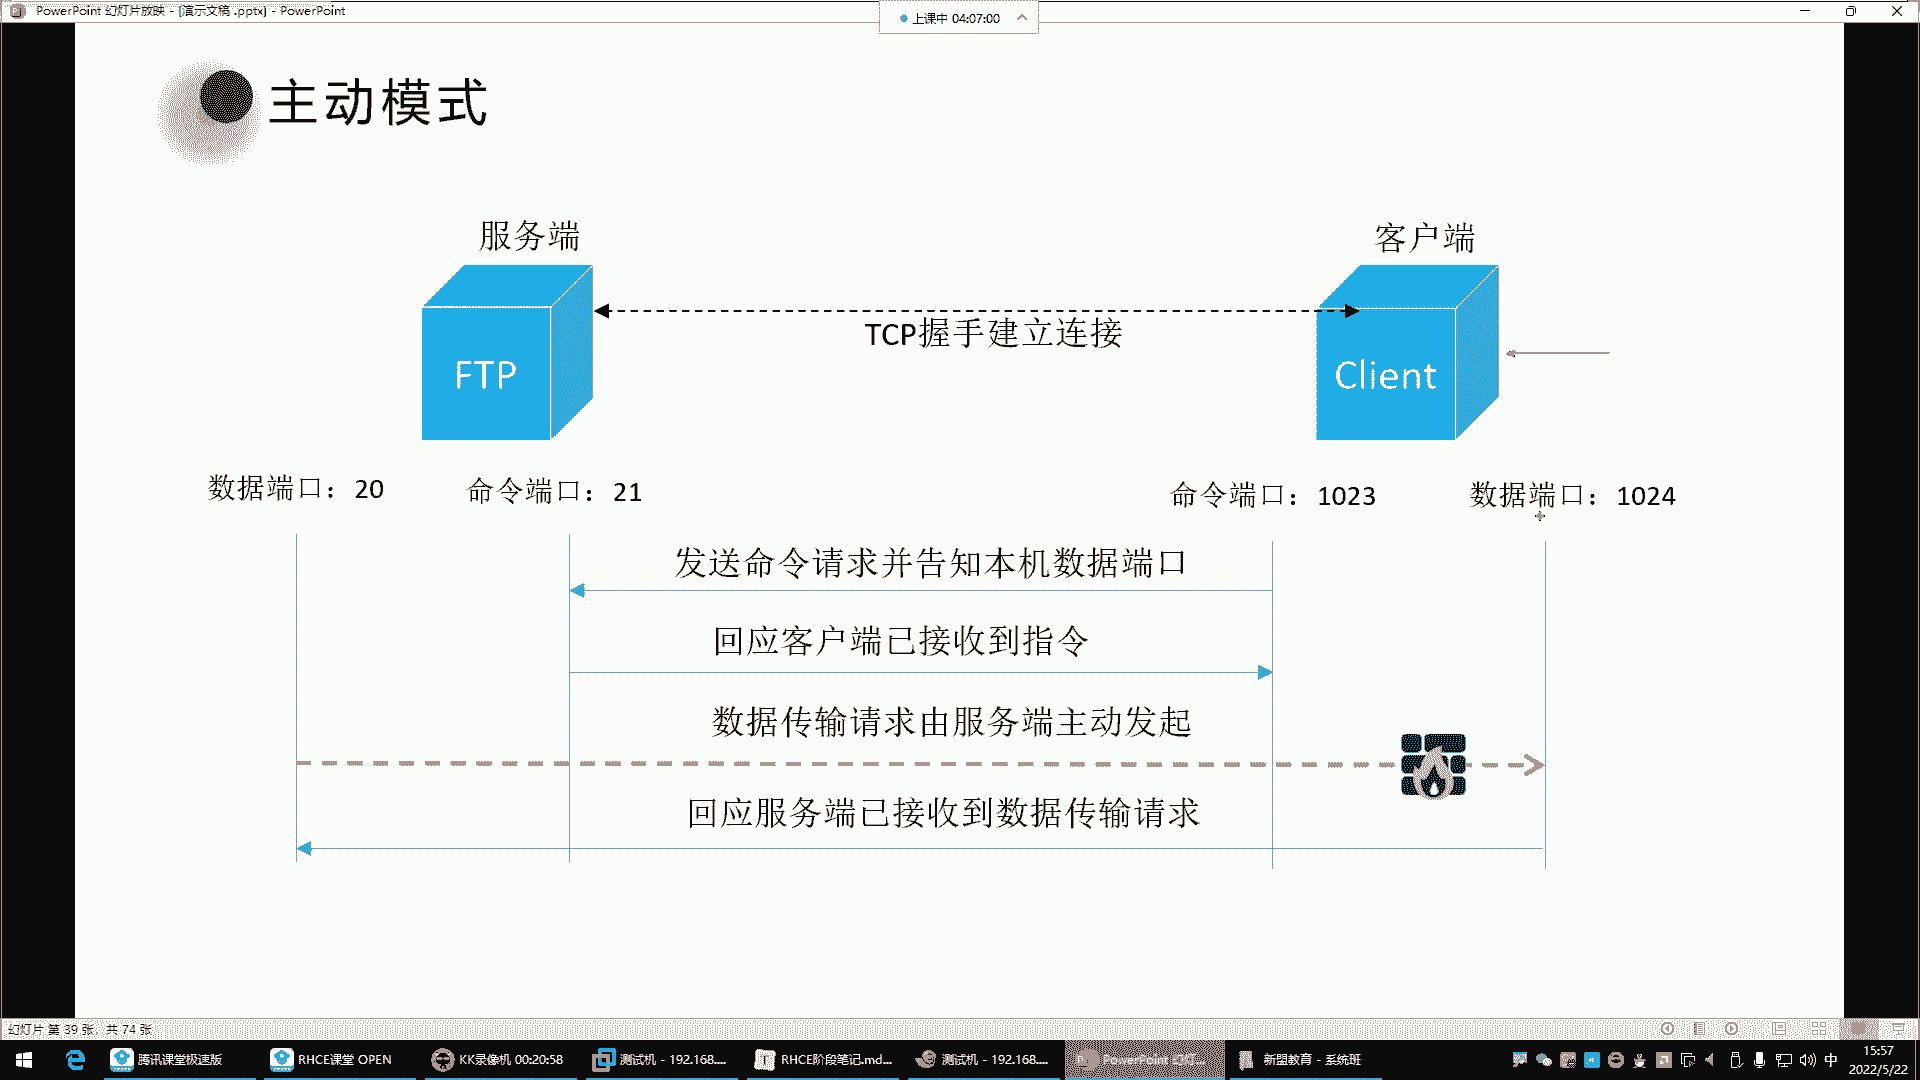 PowerPoint 幻灯片放映 - [演示文稿 .pptx] - PowerPoint
上课中 04:07:00
主动模式
服务端
客户端
TCP握手建立连接
FTP
Client
数据端口：20
命令端口：21
命令端口：1023
数据端口：1024
发送命令请求并告知本机数据端口
回应客户端已接收到指令
数据传输请求由服务端主动发起
回应服务端已接收到数据传输请求
幻灯片 第 39 张，共 74 张
腾讯课堂极速版
RHCE课堂 OPEN
KK录像机 00:20:58
测试机 - 192.168....
RHCE阶段笔记.md...
测试机 - 192.168....
PowerPoint 幻灯...
新盟教育 - 系统班
中
15:57
2022/5/22